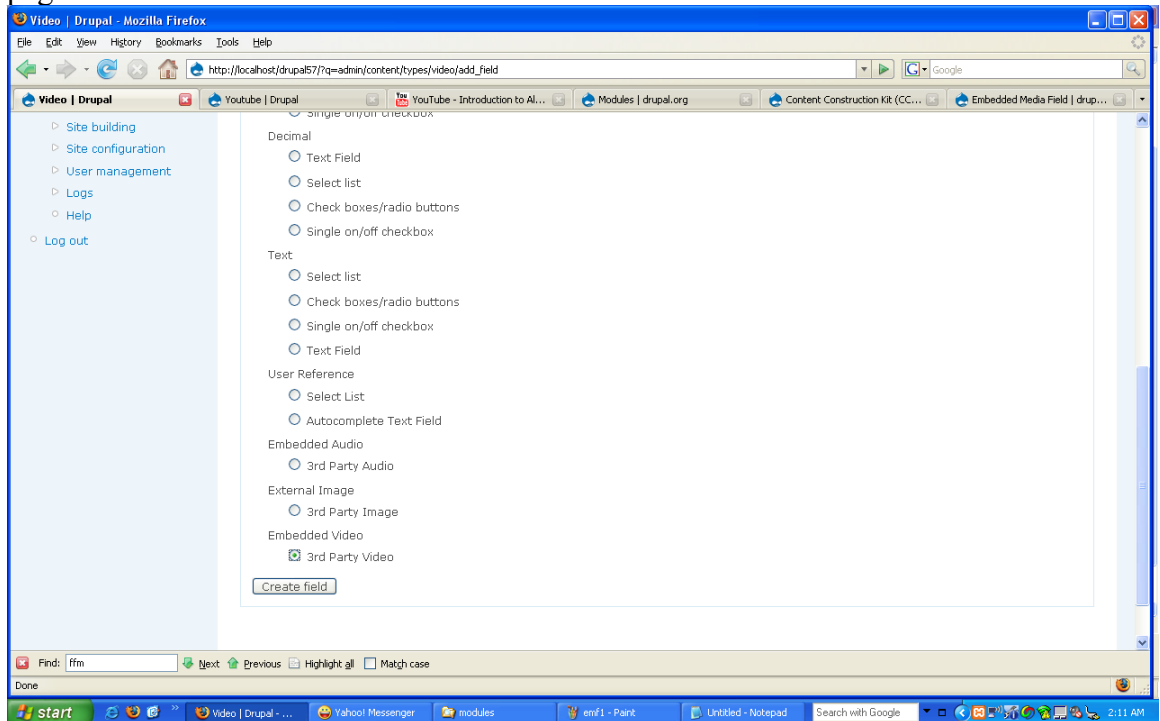 Video | Drupal - Mozilla Firefox
File Edit View History Bookmarks Tools Help
http://localhost/drupal57/?q=admin/content/types/video/add_field
Google
Video | Drupal
Youtube | Drupal
YouTube - Introduction to Al...
Modules | drupal.org
Content Construction Kit (CC...
Embedded Media Field | drup...
Site building
Site configuration
User management
Logs
Help
Log out
Single on/off checkbox
Decimal
Text Field
Select list
Check boxes/radio buttons
Single on/off checkbox
Text
Select list
Check boxes/radio buttons
Single on/off checkbox
Text Field
User Reference
Select List
Autocomplete Text Field
Embedded Audio
3rd Party Audio
External Image
3rd Party Image
Embedded Video
3rd Party Video
Create field
Find: ffm Next Previous Highlight all Match case
Done
start Video | Drupal - ... Yahoo! Messenger modules emf1 - Paint Untitled - Notepad Search with Google 2:11 AM